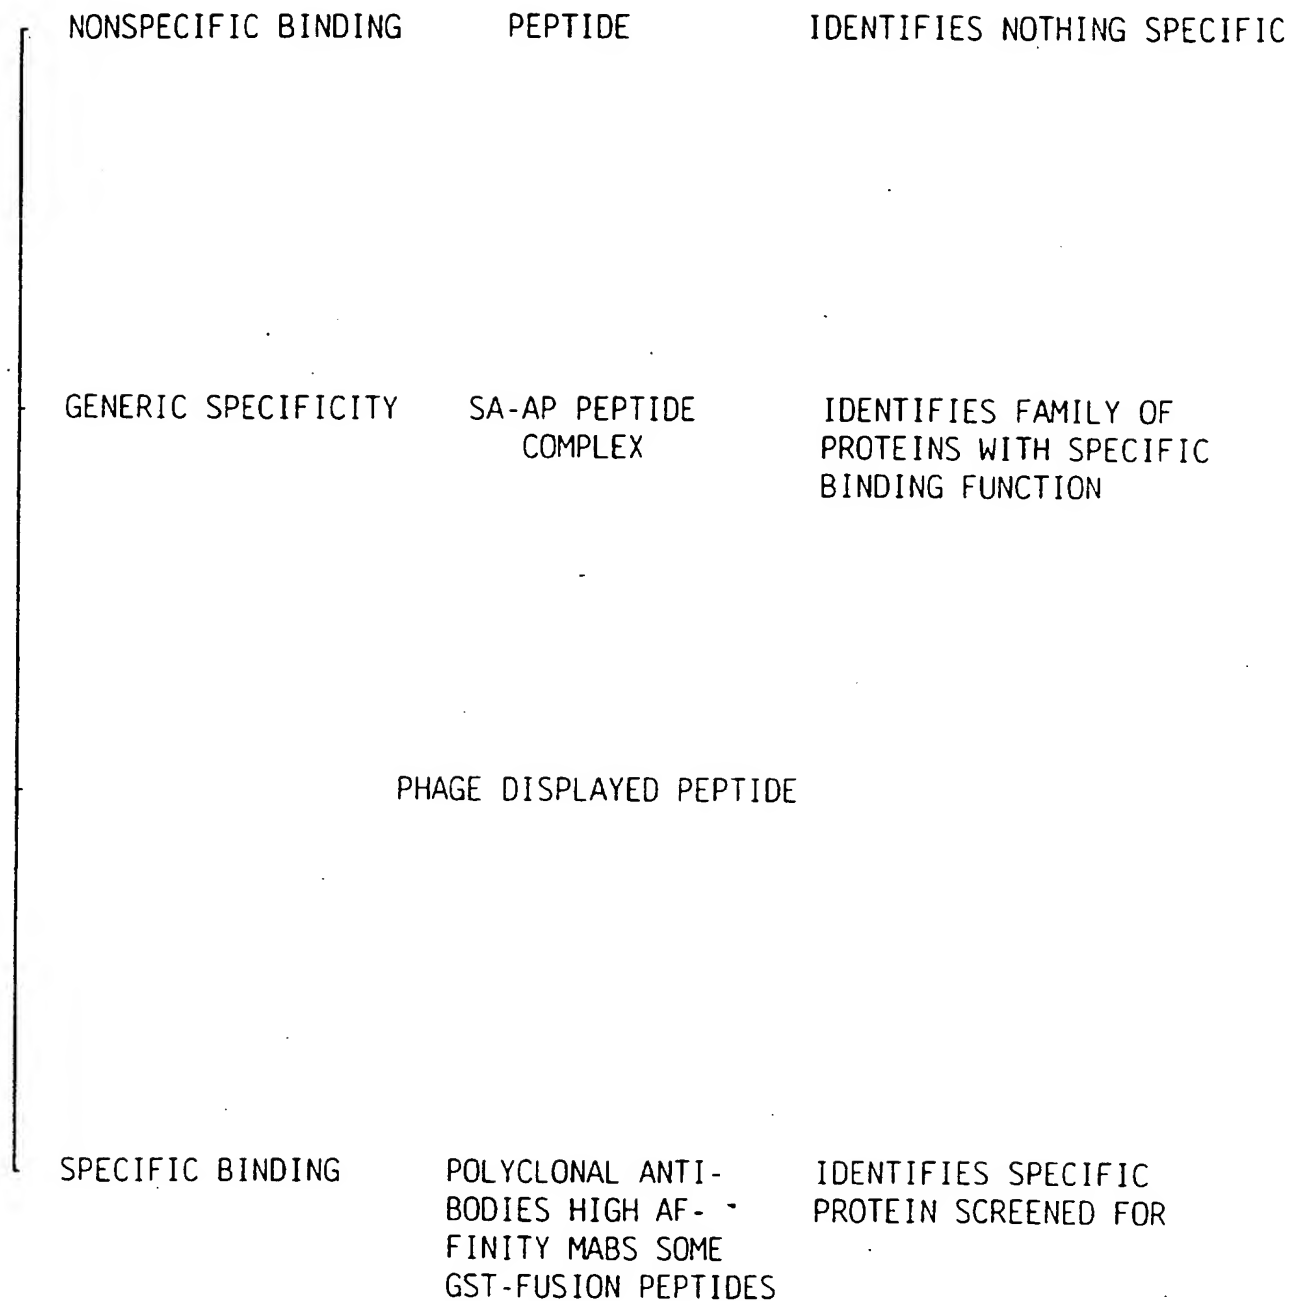 NONSPECIFIC BINDING PEPTIDE IDENTIFIES NOTHING SPECIFIC
GENERIC SPECIFICITY SA-AP PEPTIDE IDENTIFIES FAMILY OF
COMPLEX PROTEINS WITH SPECIFIC
BINDING FUNCTION
PHAGE DISPLAYED PEPTIDE
SPECIFIC BINDING POLYCLONAL ANTI- IDENTIFIES SPECIFIC
BODIES HIGH AF- PROTEIN SCREENED FOR
FINITY MABS SOME
GST-FUSION PEPTIDES